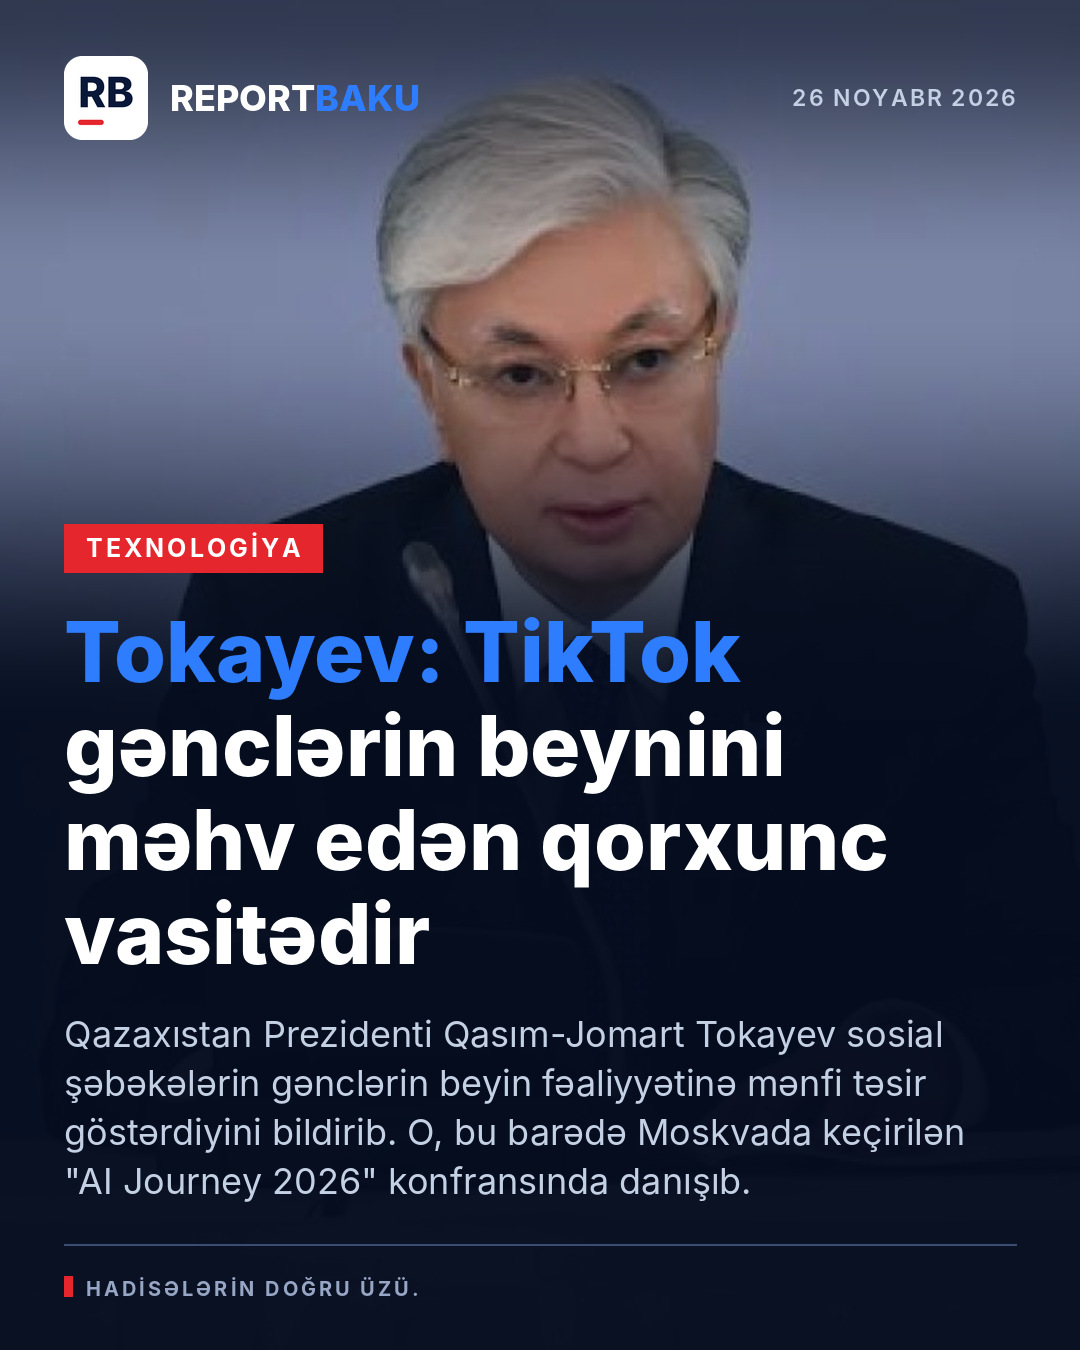 RB
REPORTBAKU
26 NOYABR 2026
TEXNOLOGİYA
Tokayev: TikTok
gənclərin beynini
məhv edən qorxunc
vasitədir
Qazaxıstan Prezidenti Qasım-Jomart Tokayev sosial
şəbəkələrin gənclərin beyin fəaliyyətinə mənfi təsir
göstərdiyini bildirib. O, bu barədə Moskvada keçirilən
"AI Journey 2026" konfransında danışıb.
HADİSƏLƏRİN DOĞRU ÜZÜ.